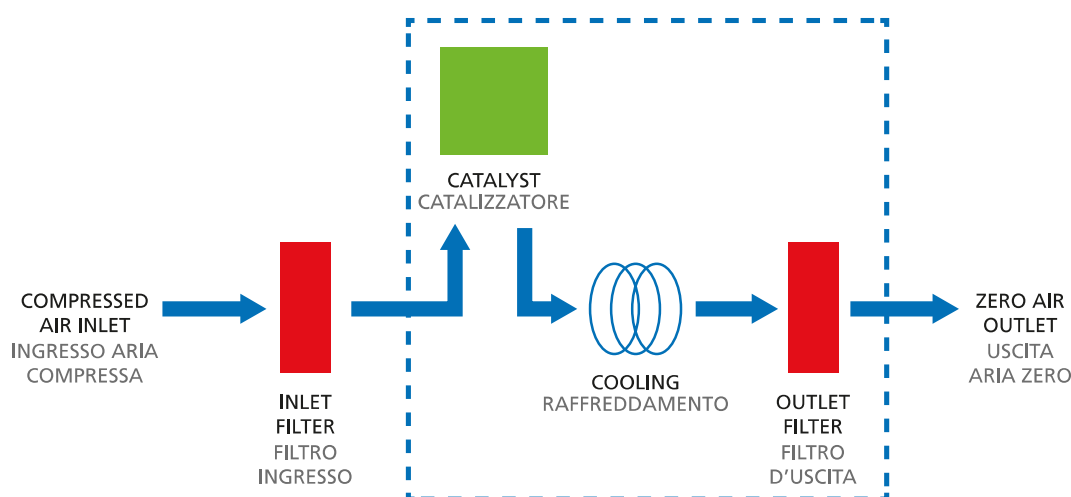 CATALYST
CATALIZZATORE
COMPRESSED
AIR INLET
INGRESSO ARIA
COMPRESSA
INLET
FILTER
FILTRO
INGRESSO
COOLING
RAFFREDDAMENTO
OUTLET
FILTER
FILTRO
D'USCITA
ZERO AIR
OUTLET
USCITA
ARIA ZERO